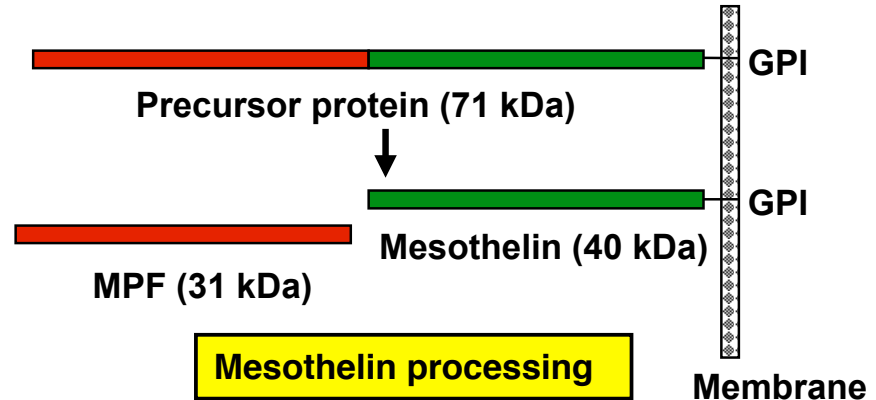 GPI
Precursor protein (71 kDa)
GPI
Mesothelin (40 kDa)
MPF (31 kDa)
Mesothelin processing
Membrane